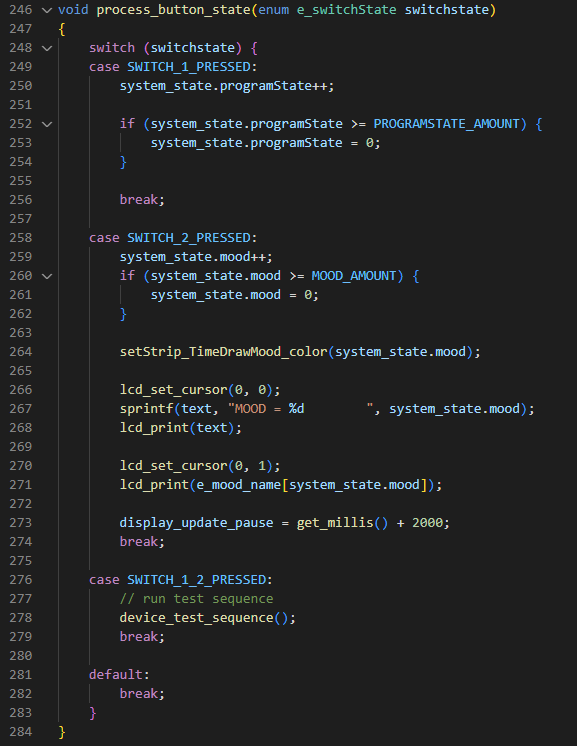 246 void process_button_state(enum e_switchState switchstate)
247 {
248     switch (switchstate) {
249     case SWITCH_1_PRESSED:
250         system_state.programState++;
251
252         if (system_state.programState >= PROGRAMSTATE_AMOUNT) {
253             system_state.programState = 0;
254         }
255
256         break;
257
258     case SWITCH_2_PRESSED:
259         system_state.mood++;
260         if (system_state.mood >= MOOD_AMOUNT) {
261             system_state.mood = 0;
262         }
263
264         setStrip_TimeDrawMood_color(system_state.mood);
265
266         lcd_set_cursor(0, 0);
267         sprintf(text, "MOOD = %d        ", system_state.mood);
268         lcd_print(text);
269
270         lcd_set_cursor(0, 1);
271         lcd_print(e_mood_name[system_state.mood]);
272
273         display_update_pause = get_millis() + 2000;
274         break;
275
276     case SWITCH_1_2_PRESSED:
277         // run test sequence
278         device_test_sequence();
279         break;
280
281     default:
282         break;
283     }
284 }